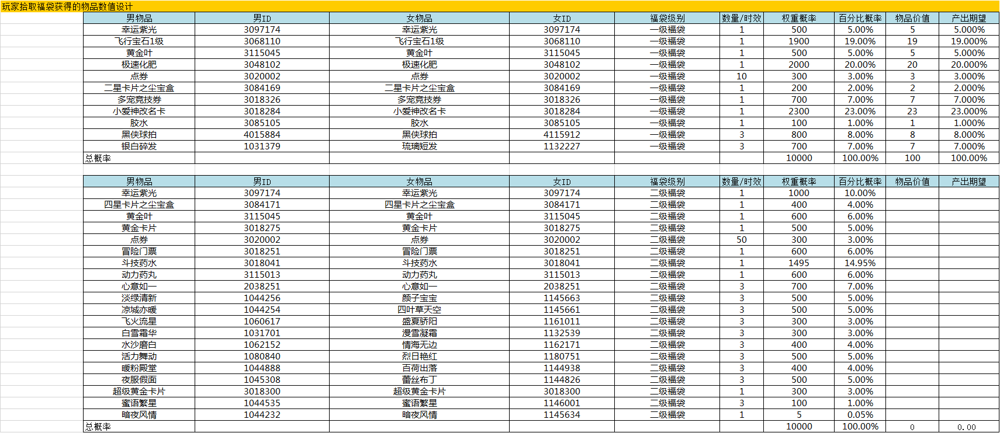 玩家拾取福袋获得的物品数值设计
男物品 男ID 女物品 女ID 福袋级别 数量/时效 权重概率 百分比概率 物品价值 产出期望
幸运紫光 3097174 幸运紫光 3097174 一级福袋 1 500 5.00% 5 5.000%
飞行宝石1级 3068110 飞行宝石1级 3068110 一级福袋 1 1900 19.00% 19 19.000%
黄金叶 3115045 黄金叶 3115045 一级福袋 1 500 5.00% 5 5.000%
极速化肥 3048102 极速化肥 3048102 一级福袋 1 2000 20.00% 20 20.000%
点券 3020002 点券 3020002 一级福袋 10 300 3.00% 3 3.000%
二星卡片之尘宝盒 3084169 二星卡片之尘宝盒 3084169 一级福袋 1 200 2.00% 2 2.000%
多宠竞技券 3018326 多宠竞技券 3018326 一级福袋 1 700 7.00% 7 7.000%
小爱神改名卡 3018284 小爱神改名卡 3018284 一级福袋 1 2300 23.00% 23 23.000%
胶水 3085105 胶水 3085105 一级福袋 1 100 1.00% 1 1.000%
黑侠球拍 4015884 黑侠球拍 4115912 一级福袋 3 800 8.00% 8 8.000%
银白碎发 1031379 琉璃短发 1132227 一级福袋 3 700 7.00% 7 7.000%
总概率 10000 100.00% 100 100.00%
男物品 男ID 女物品 女ID 福袋级别 数量/时效 权重概率 百分比概率 物品价值 产出期望
幸运紫光 3097174 幸运紫光 3097174 二级福袋 1 1000 10.00%
四星卡片之尘宝盒 3084171 四星卡片之尘宝盒 3084171 二级福袋 1 400 4.00%
黄金叶 3115045 黄金叶 3115045 二级福袋 1 600 6.00%
黄金卡片 3018275 黄金卡片 3018275 二级福袋 1 500 5.00%
点券 3020002 点券 3020002 二级福袋 50 300 3.00%
冒险门票 3018251 冒险门票 3018251 二级福袋 1 600 6.00%
斗技药水 3018041 斗技药水 3018041 二级福袋 1 1495 14.95%
动力药丸 3115013 动力药丸 3115013 二级福袋 1 600 6.00%
心意如一 2038251 心意如一 2038251 二级福袋 3 700 7.00%
淡绿清新 1044256 颜子宝宝 1145663 二级福袋 3 500 5.00%
凉城亦暖 1044254 四叶草天空 1145661 二级福袋 3 500 5.00%
飞火流星 1060617 盛夏骄阳 1161011 二级福袋 3 300 3.00%
白雪霜华 1031701 漫雪凝霜 1132539 二级福袋 3 300 3.00%
水沙磨白 1062152 情海无边 1162171 二级福袋 3 400 4.00%
活力舞动 1080840 烈日艳红 1180751 二级福袋 3 500 5.00%
暖粉殿堂 1044888 百荷出落 1144938 二级福袋 3 400 4.00%
夜服假面 1045308 蕾丝布丁 1144826 二级福袋 3 500 5.00%
超级黄金卡片 3018300 超级黄金卡片 3018300 二级福袋 1 300 3.00%
蜜语繁星 1044535 蜜语繁星 1146001 二级福袋 3 100 1.00%
暗夜风情 1044232 暗夜风情 1145634 二级福袋 1 5 0.05%
总概率 10000 100.00% 0 0.00